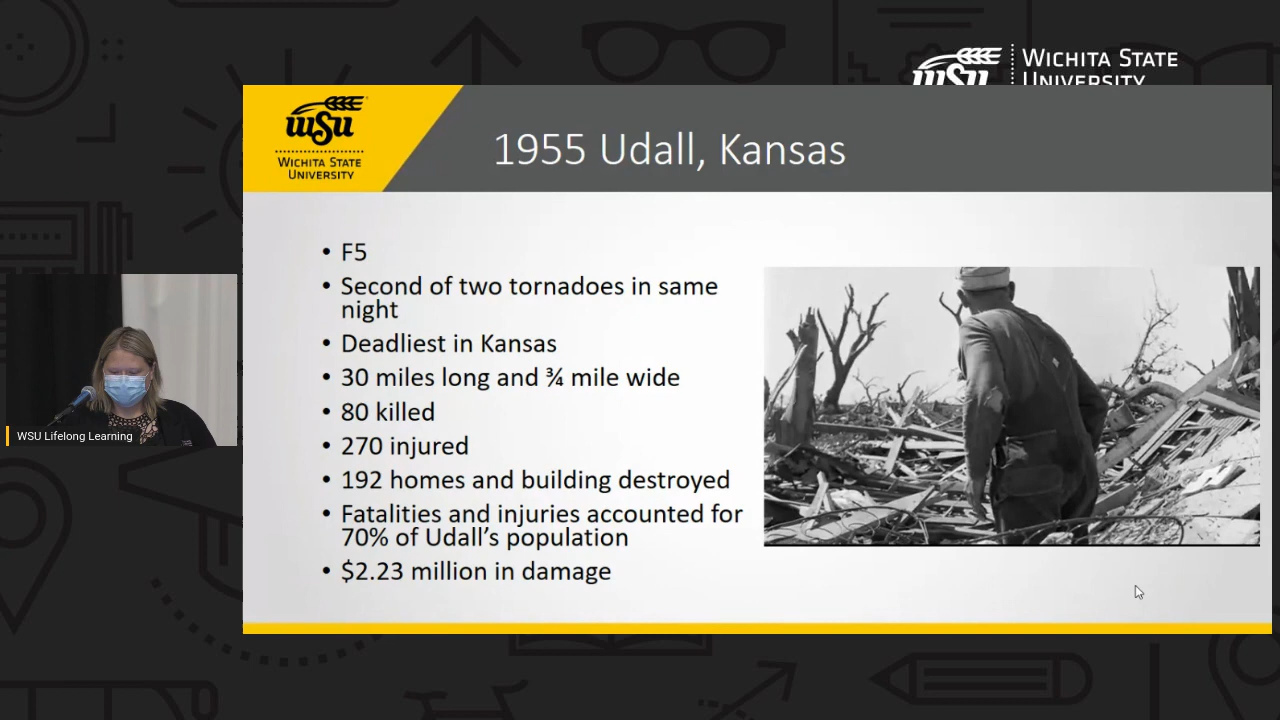 WSU
WICHITA STATE
UNIVERSITY
wsu
WICHITA STATE
UNIVERSITY
1955 Udall, Kansas
• F5
• Second of two tornadoes in same
night
• Deadliest in Kansas
• 30 miles long and ¾ mile wide
• 80 killed
• 270 injured
• 192 homes and building destroyed
• Fatalities and injuries accounted for
70% of Udall’s population
• $2.23 million in damage
WSU Lifelong Learning